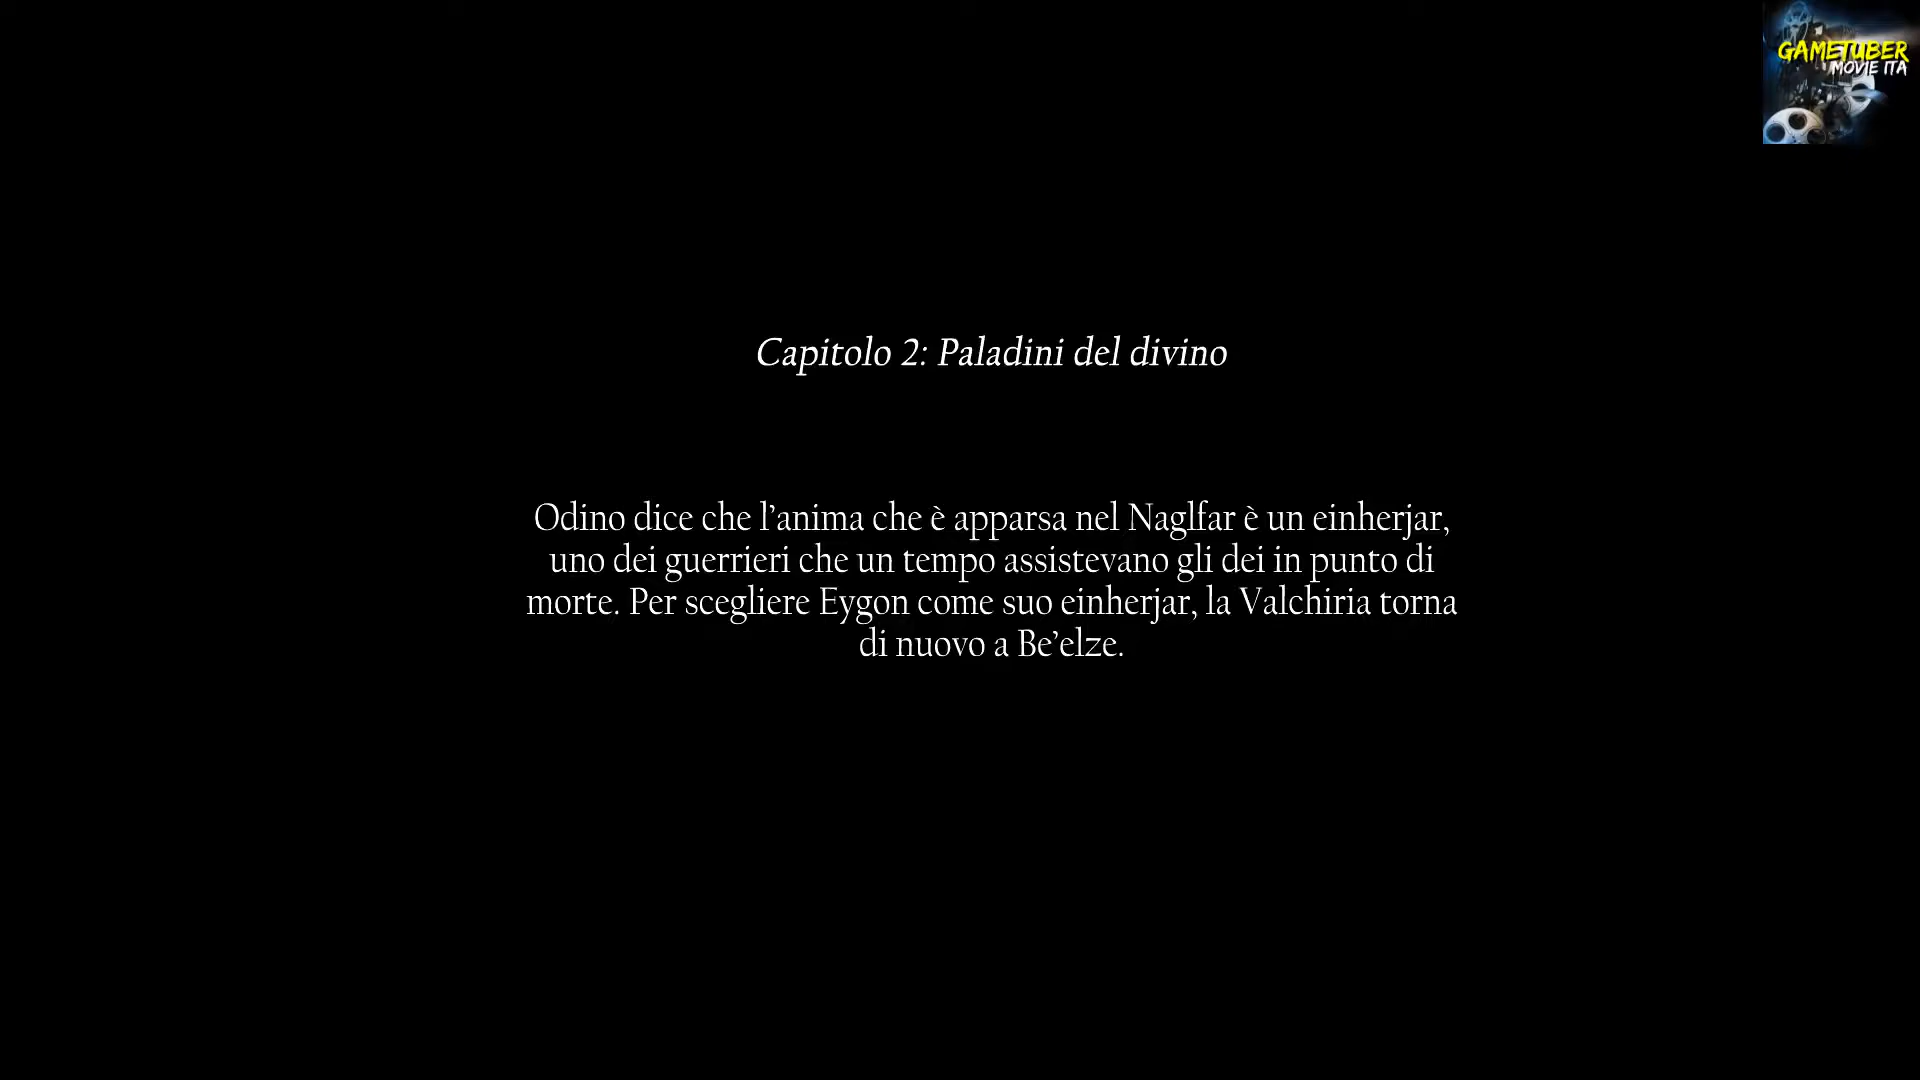 GAMETUBER
MOVIE ITA
Capitolo 2: Paladini del divino
Odino dice che l’anima che è apparsa nel Naglfar è un einherjar,
uno dei guerrieri che un tempo assistevano gli dei in punto di
morte. Per scegliere Eygon come suo einherjar, la Valchiria torna
di nuovo a Be’elze.